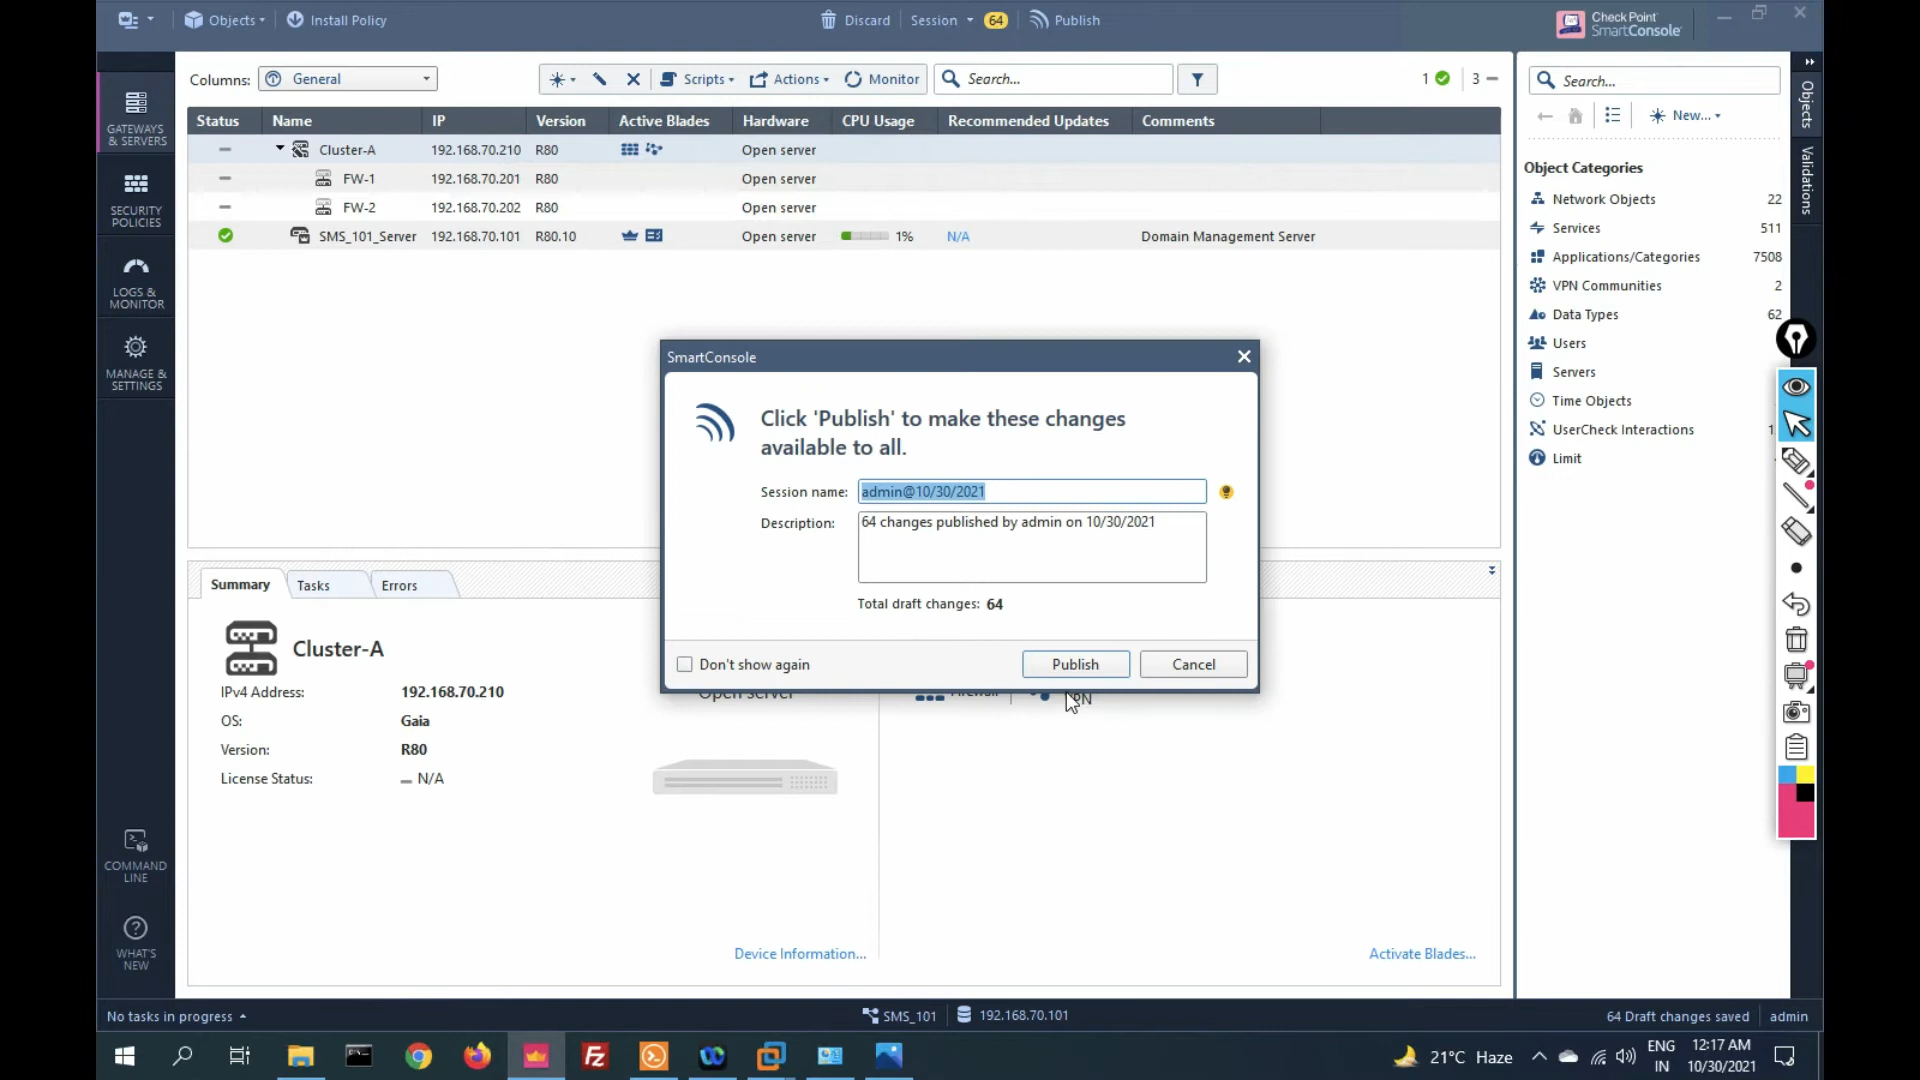 Objects
Install Policy
Discard
Session
64
Publish
Check Point
SmartConsole
GATEWAYS
& SERVERS
SECURITY
POLICIES
LOGS &
MONITOR
MANAGE &
SETTINGS
COMMAND
LINE
WHAT'S
NEW
Columns: General
Scripts
Actions
Monitor
Search...
1
3
Status Name IP Version Active Blades Hardware CPU Usage Recommended Updates Comments
Cluster-A 192.168.70.210 R80 Open server
FW-1 192.168.70.201 R80 Open server
FW-2 192.168.70.202 R80 Open server
SMS_101_Server 192.168.70.101 R80.10 Open server 1% N/A Domain Management Server
SmartConsole
Click 'Publish' to make these changes
available to all.
Session name: admin@10/30/2021
Description: 64 changes published by admin on 10/30/2021
Total draft changes: 64
Don't show again
Publish
Cancel
Summary
Tasks
Errors
Cluster-A
IPv4 Address: 192.168.70.210
OS: Gaia
Version: R80
License Status: N/A
Open server
Firewall
Device Information...
Activate Blades...
Search...
New...
Object Categories
Network Objects 22
Services 511
Applications/Categories 7508
VPN Communities 2
Data Types 62
Users
Servers
Time Objects
UserCheck Interactions
Limit
Objects
Validations
No tasks in progress
SMS_101
192.168.70.101
64 Draft changes saved
admin
21°C Haze
ENG
IN
12:17 AM
10/30/2021